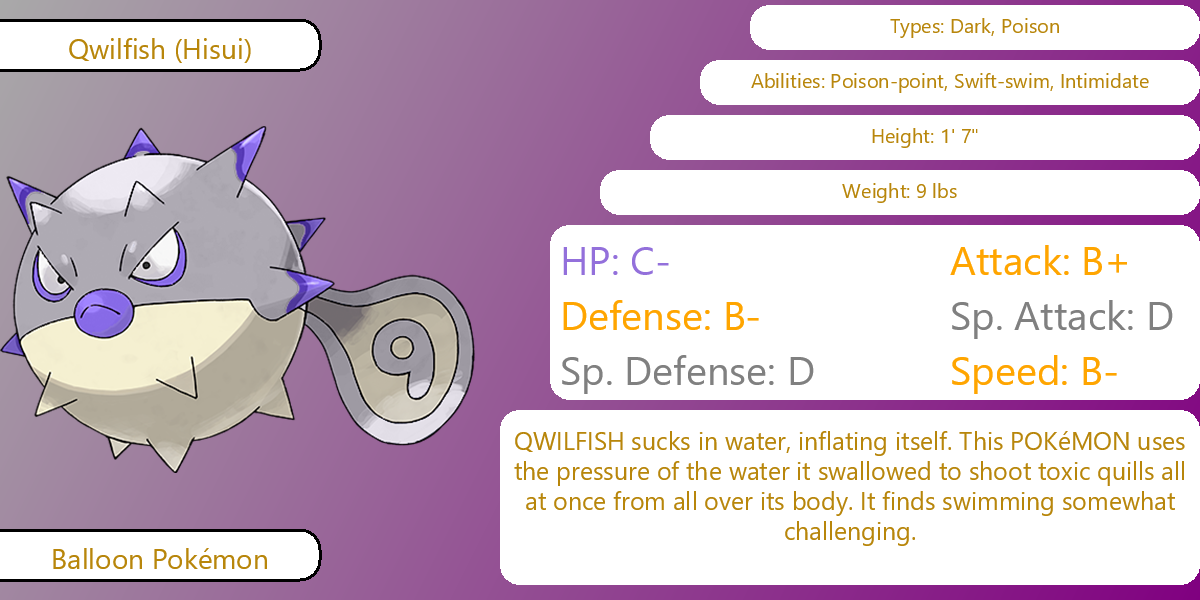 Qwilfish (Hisui)
Types: Dark, Poison
Abilities: Poison-point, Swift-swim, Intimidate
Height: 1' 7"
Weight: 9 lbs
HP: C-
Attack: B+
Defense: B-
Sp. Attack: D
Sp. Defense: D
Speed: B-
QWILFISH sucks in water, inflating itself. This POKéMON uses
the pressure of the water it swallowed to shoot toxic quills all
at once from all over its body. It finds swimming somewhat
challenging.
Balloon Pokémon